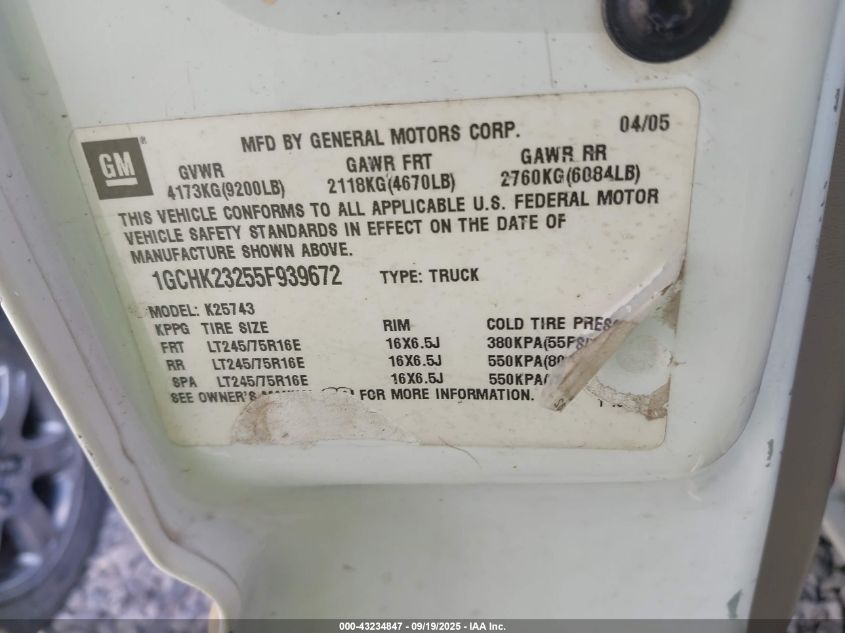 GM
MFD BY GENERAL MOTORS CORP. 04/05
GVWR GAWR FRT GAWR RR
4173KG(9200LB) 2118KG(4670LB) 2760KG(6084LB)
THIS VEHICLE CONFORMS TO ALL APPLICABLE U.S. FEDERAL MOTOR
VEHICLE SAFETY STANDARDS IN EFFECT ON THE DATE OF
MANUFACTURE SHOWN ABOVE.
1GCHK23255F939672 TYPE: TRUCK
MODEL: K25743
KPPG TIRE SIZE RIM COLD TIRE
FRT LT245/75R16E 16X6.5J 380KPA(55
RR LT245/75R16E 16X6.5J 550KPA(80
SPA LT245/75R16E 16X6.5J 550KPA(
SEE OWNER'S FOR MORE INFORMATION.
000-43234847 - 09/19/2025 - IAA Inc.